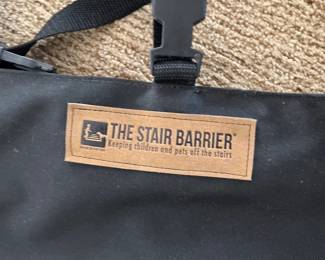 THE STAIR BARRIER
Keeping children and pets off the stairs